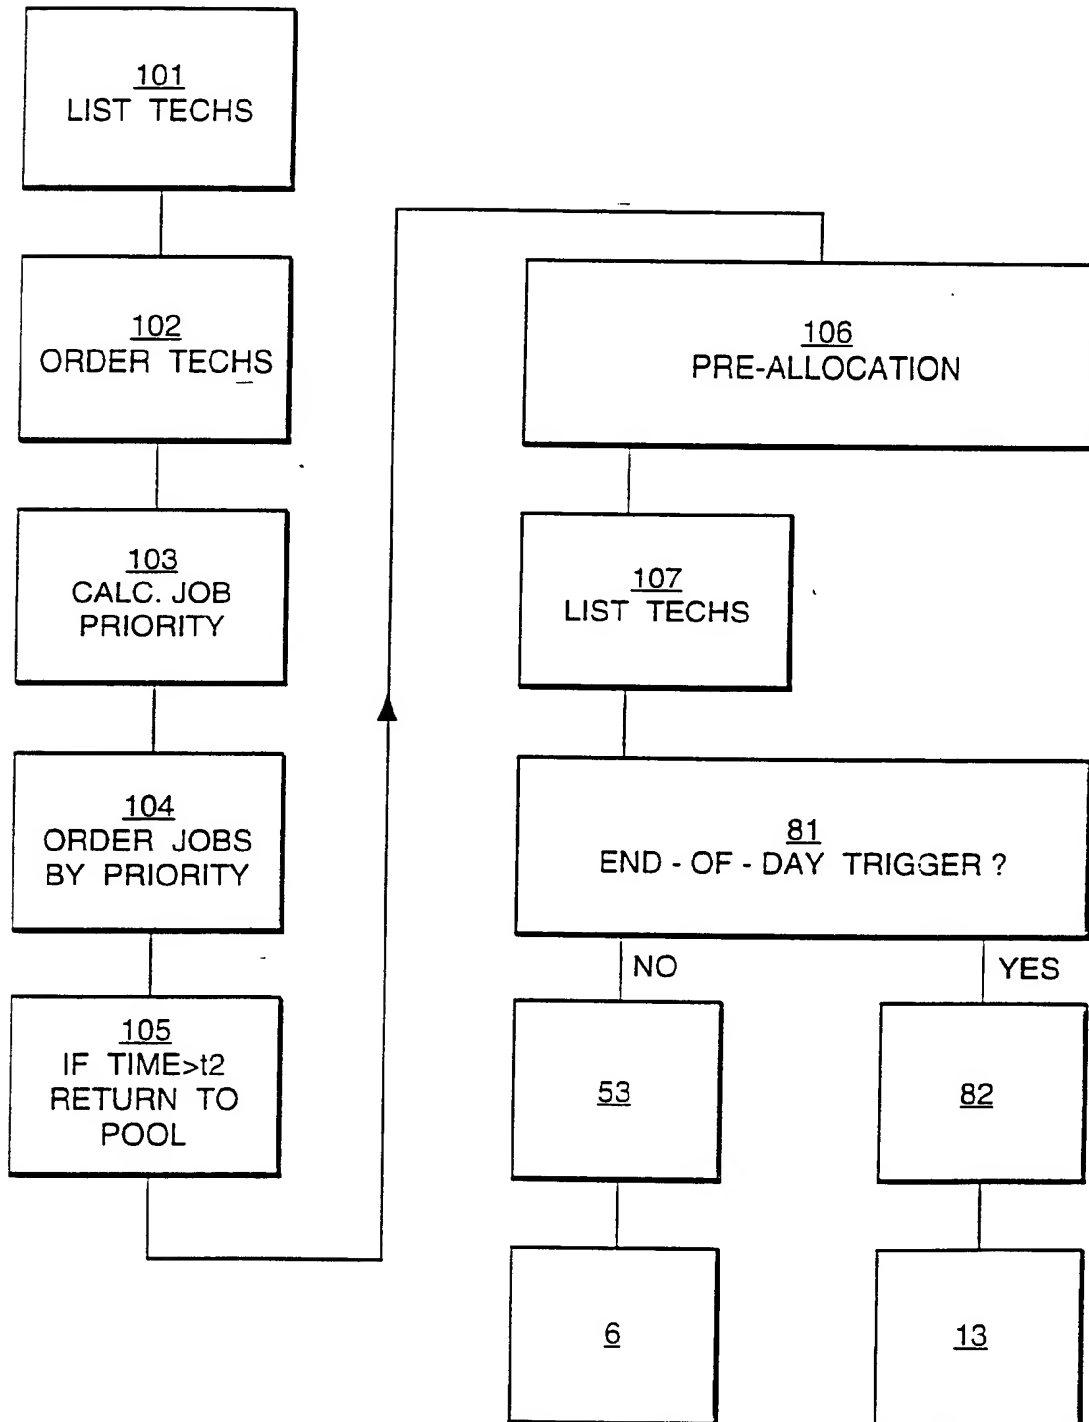 101
LIST TECHS
102
ORDER TECHS
103
CALC. JOB
PRIORITY
104
ORDER JOBS
BY PRIORITY
105
IF TIME>t2
RETURN TO
POOL
106
PRE-ALLOCATION
107
LIST TECHS
81
END - OF - DAY TRIGGER ?
NO
YES
53
82
6
13